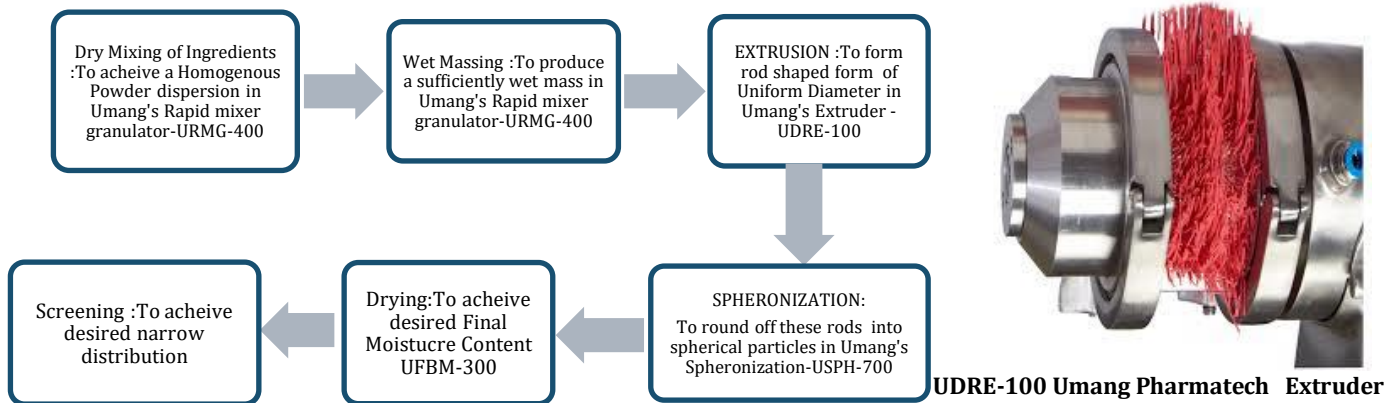 Dry Mixing of Ingredients
:To acheive a Homogenous
Powder dispersion in
Umang's Rapid mixer
granulator-URMG-400
Wet Massing :To produce
a sufficiently wet mass in
Umang's Rapid mixer
granulator-URMG-400
EXTRUSION :To form
rod shaped form of
Uniform Diameter in
Umang's Extruder -
UDRE-100
SPHERONIZATION:
To round off these rods into
spherical particles in Umang's
Spheronization-USPH-700
Drying:To acheive
desired Final
Moistucre Content
UFBM-300
Screening :To acheive
desired narrow
distribution
UDRE-100 Umang Pharmatech Extruder